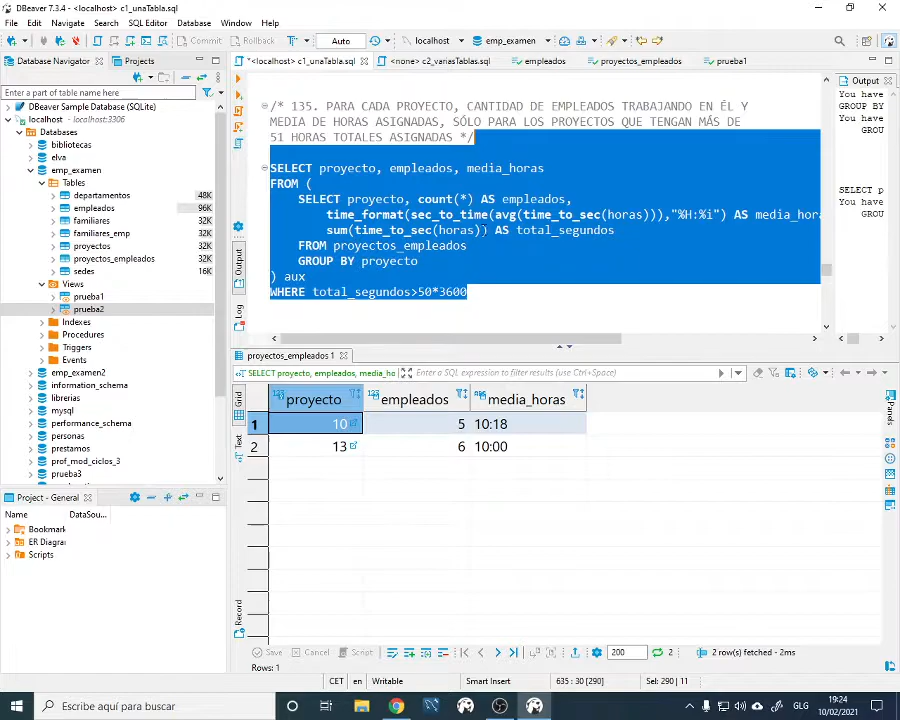 DBeaver 7.3.4 - <localhost> c1_unaTabla.sql
File Edit Navigate Search SQL Editor Database Window Help
Commit Rollback Auto localhost emp_examen
Database Navigator Projects
*<localhost> c1_unaTabla.sql *<none> c2_variasTablas.sql empleados proyectos_empleados prueba1
Output
Enter a part of table name here
DBeaver Sample Database (SQLite)
localhost - localhost:3306
Databases
bibliotecas
elva
emp_examen
Tables
departamentos 48K
empleados 96K
familiares 32K
familiares_emp 32K
proyectos 32K
proyectos_empleados 32K
sedes 16K
Views
prueba1
prueba2
Indexes
Procedures
Triggers
Events
emp_examen2
information_schema
librerias
mysql
performance_schema
personas
prestamos
prof_mod_ciclos_3
prueba3
Project - General
Name DataSou...
Bookmark
ER Diagra
Scripts
Output
Log
/* 135. PARA CADA PROYECTO, CANTIDAD DE EMPLEADOS TRABAJANDO EN ÉL Y
MEDIA DE HORAS ASIGNADAS, SÓLO PARA LOS PROYECTOS QUE TENGAN MÁS DE
51 HORAS TOTALES ASIGNADAS */
SELECT proyecto, empleados, media_horas
FROM (
SELECT proyecto, count(*) AS empleados,
time_format(sec_to_time(avg(time_to_sec(horas))),"%H:%i") AS media_hora
sum(time_to_sec(horas)) AS total_segundos
FROM proyectos_empleados
GROUP BY proyecto
) aux
WHERE total_segundos>50*3600
You have
GROUP BY
You have
GROU
SELECT p
You have
GROU
proyectos_empleados 1
SELECT proyecto, empleados, media_ho
Enter a SQL expression to filter results (use Ctrl+Space)
Grid
Text
Record
Panels
proyecto empleados media_horas
1 10 5 10:18
2 13 6 10:00
Save Cancel Script 200 2 2 row(s) fetched - 2ms
Rows: 1
CET en Writable Smart Insert 635 : 30 [290] Sel: 290 | 11
Escribe aquí para buscar
GLG
19:24
10/02/2021